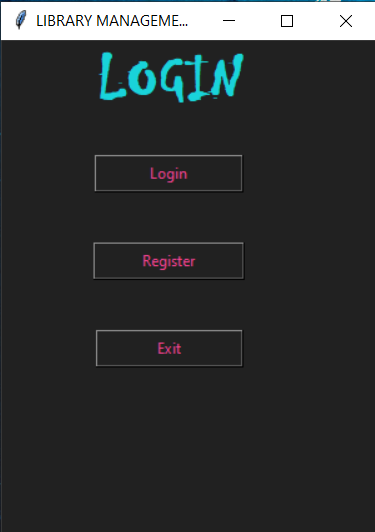 LIBRARY MANAGEME...
LOGIN
Login
Register
Exit